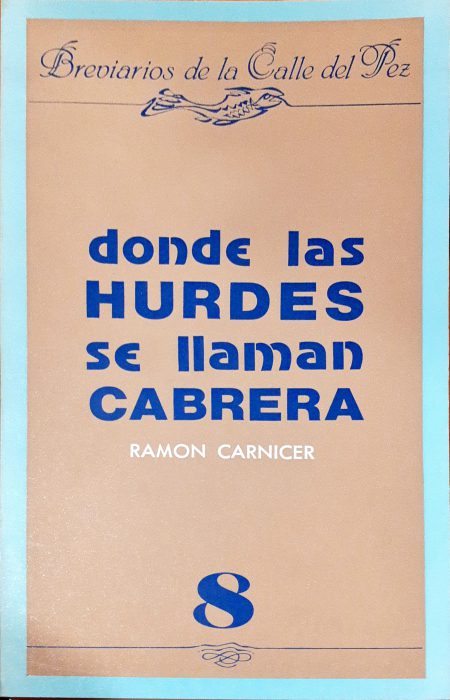 Breviarios de la Calle del Pez
donde las
HURDES
se llaman
CABRERA
RAMON CARNICER
8